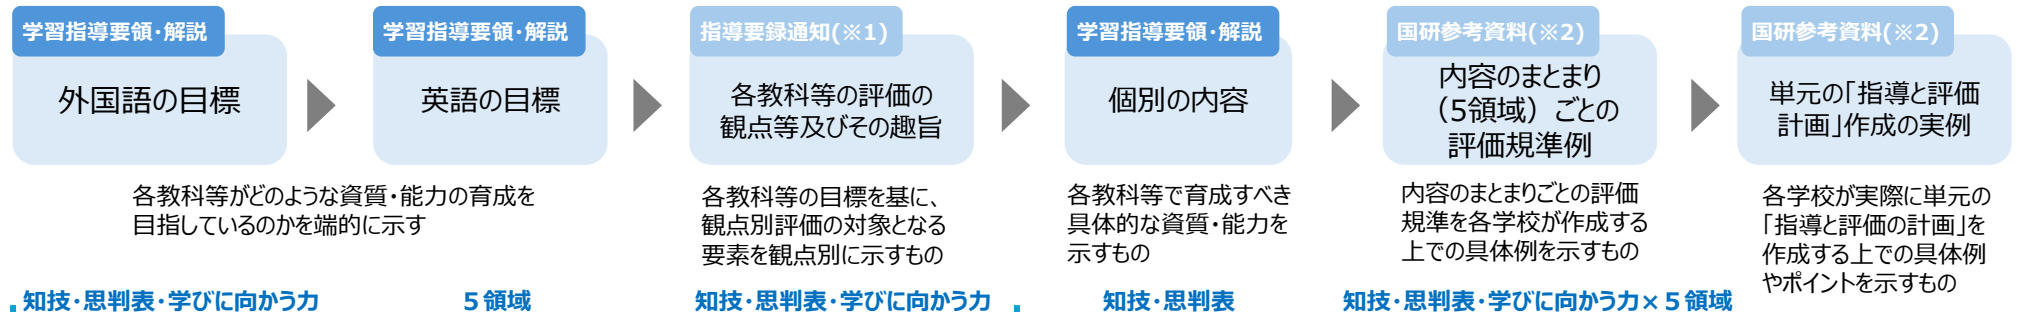 学習指導要領・解説
外国語の目標
学習指導要領・解説
英語の目標
各教科等がどのような資質・能力の育成を
目指しているのかを端的に示す
知技・思判表・学びに向かう力
５領域
指導要録通知(※1)
各教科等の評価の
観点等及びその趣旨
各教科等の目標を基に、
観点別評価の対象となる
要素を観点別に示すもの
知技・思判表・学びに向かう力
学習指導要領・解説
個別の内容
各教科等で育成すべき
具体的な資質・能力を
示すもの
知技・思判表
国研参考資料(※2)
内容のまとまり
（5領域）ごとの
評価規準例
内容のまとまりごとの評価
規準を各学校が作成する
上での具体例を示すもの
知技・思判表・学びに向かう力×５領域
国研参考資料(※2)
単元の「指導と評価
計画」作成の実例
各学校が実際に単元の
「指導と評価の計画」を
作成する上での具体例
やポイントを示すもの